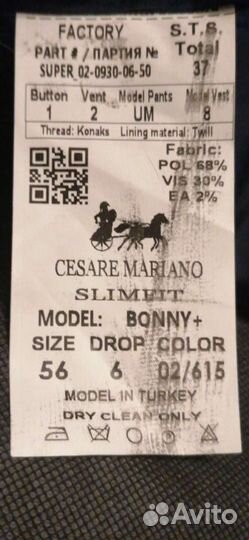 FACTORY S.T.S.
PART # / ПАРТИЯ № Total
SUPER 02-0930-06-50 37
Button Vent Model Pants Model Vest
1 2 UM 8
Thread: Konaks Lining material: Twill
Fabric:
POL 68%
VIS 30%
EA 2%
CESARE MARIANO
SLIMFIT
MODEL: BONNY+
SIZE DROP COLOR
56 6 02/615
MODEL IN TURKEY
DRY CLEAN ONLY
Avito